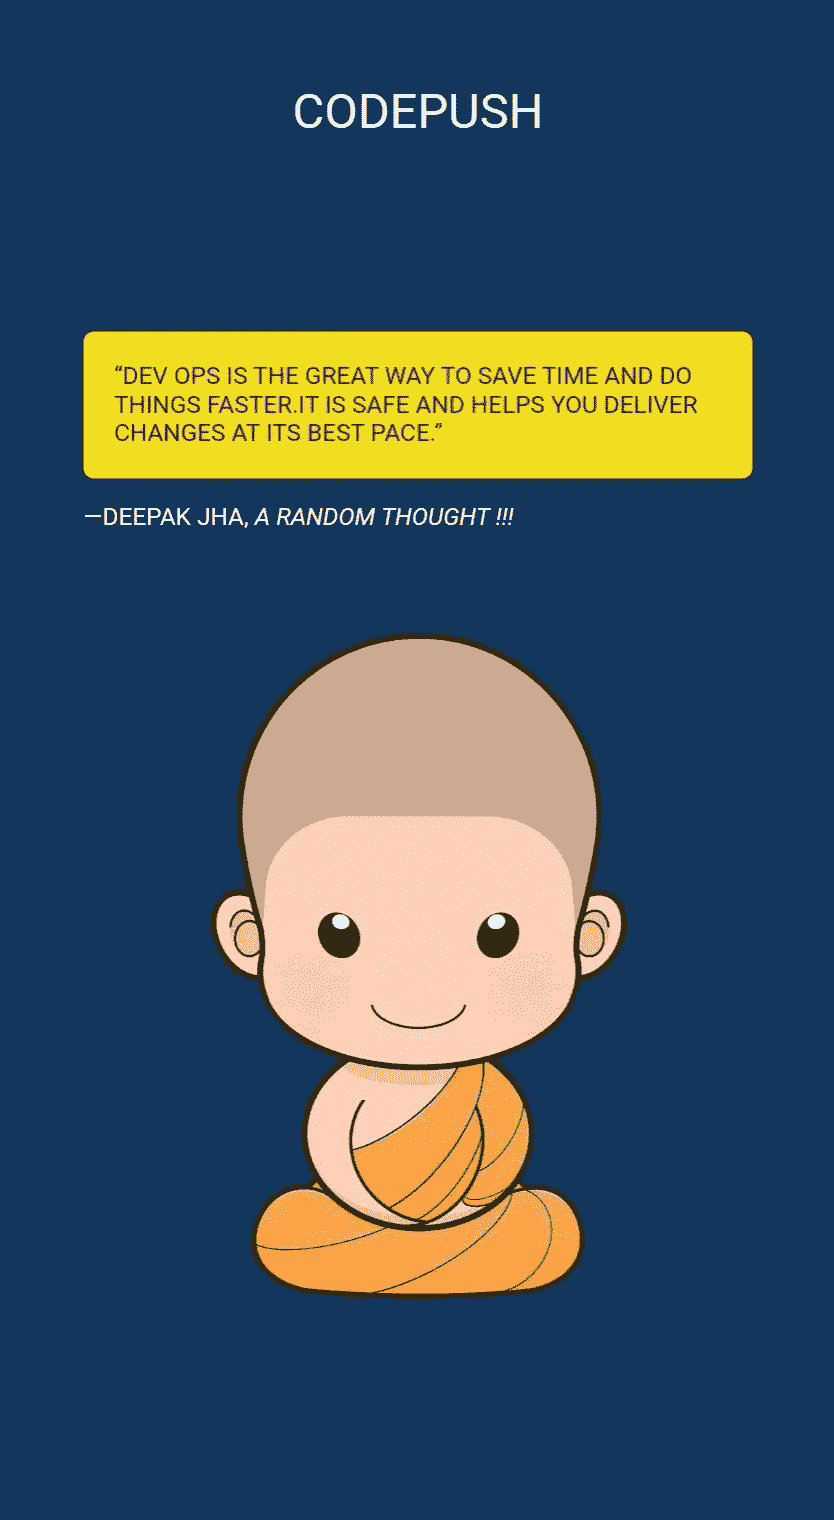 CODEPUSH
“DEV OPS IS THE GREAT WAY TO SAVE TIME AND DO
THINGS FASTER.IT IS SAFE AND HELPS YOU DELIVER
CHANGES AT ITS BEST PACE.”
—DEEPAK JHA, A RANDOM THOUGHT !!!